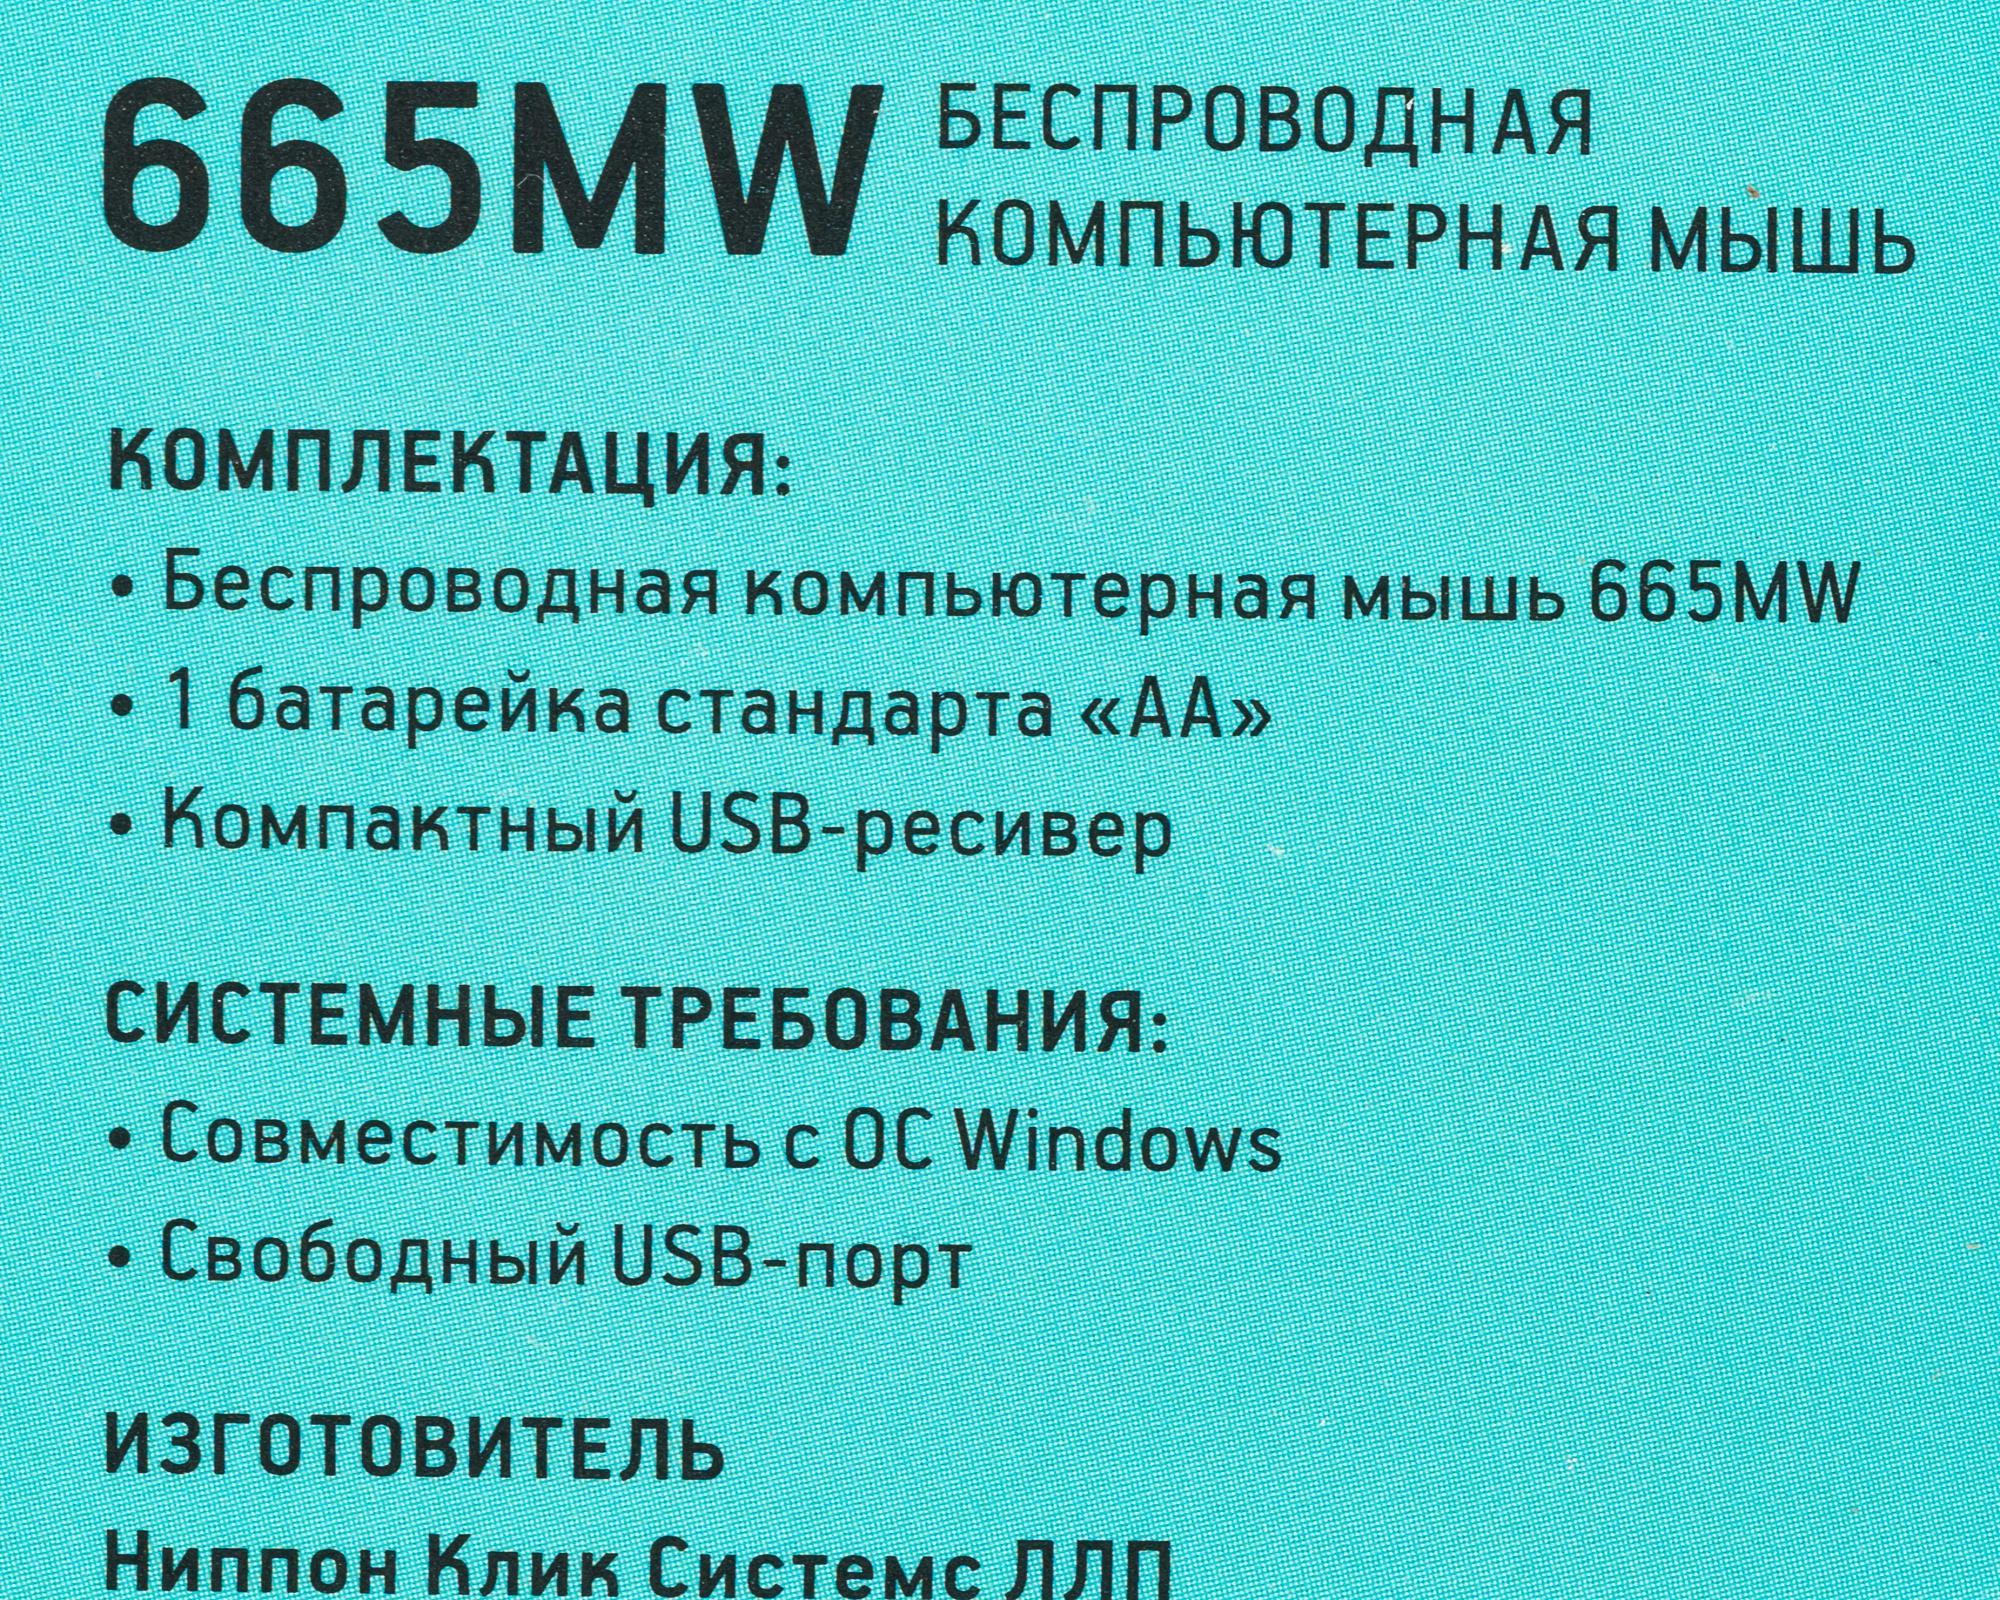 665MW БЕСПРОВОДНАЯ
КОМПЬЮТЕРНАЯ МЫШЬ
КОМПЛЕКТАЦИЯ:
• Беспроводная компьютерная мышь 665MW
• 1 батарейка стандарта «АА»
• Компактный USB-ресивер
СИСТЕМНЫЕ ТРЕБОВАНИЯ:
• Совместимость с ОС Windows
• Свободный USB-порт
ИЗГОТОВИТЕЛЬ
Ниппон Клик Системс ЛЛП